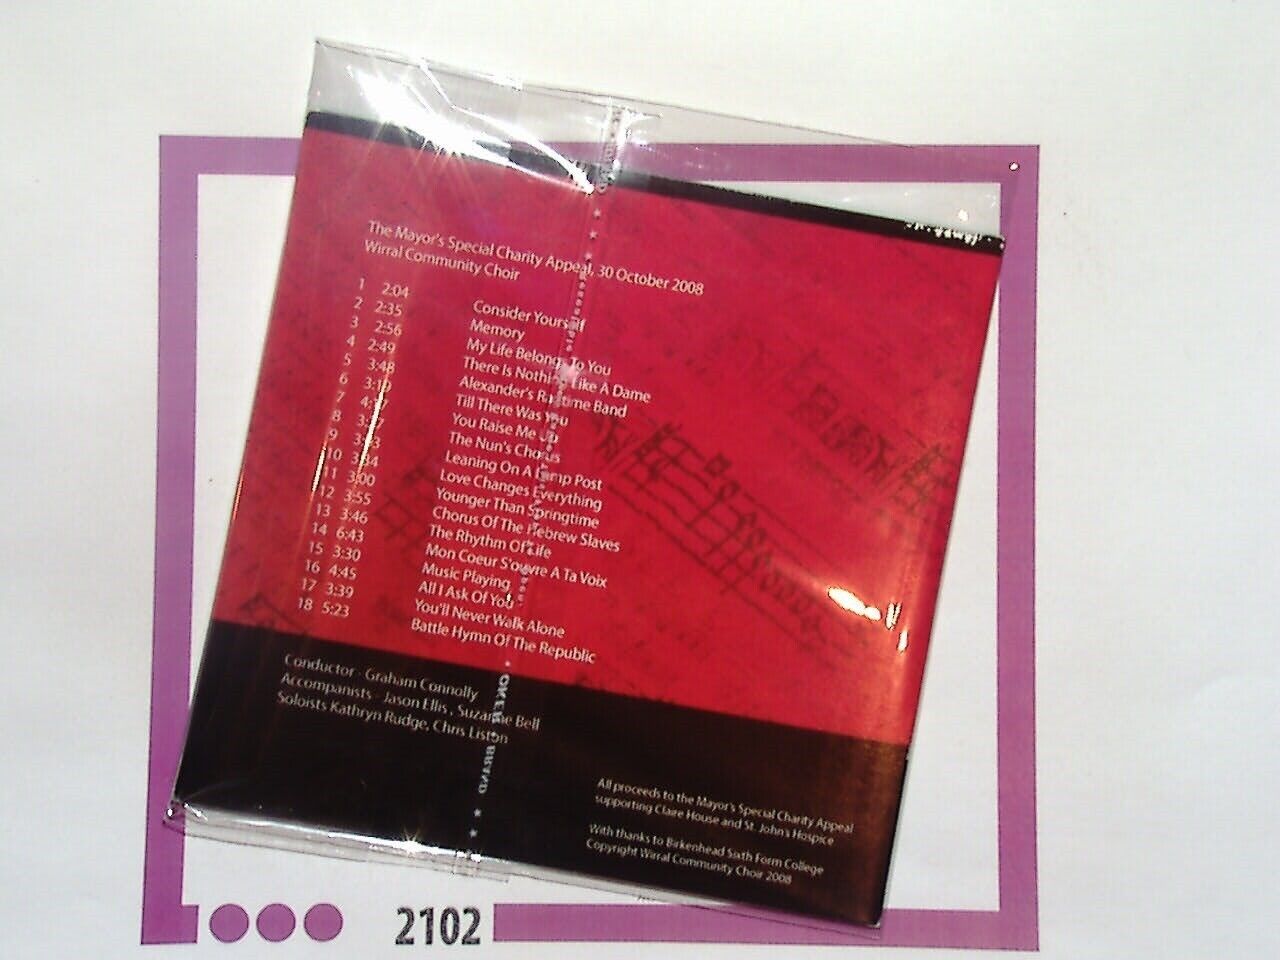 The Mayor's Special Charity Appeal, 30 October 2008
Wirral Community Choir
1 2:04 Consider Yourself
2 2:35 Memory
3 2:56 My Life Belongs To You
4 2:49 There Is Nothing Like A Dame
5 3:48 Alexander's Ragtime Band
6 3:10 Till There Was You
7 You Raise Me Up
8 The Nun's Chorus
9 Leaning On A Lamp Post
10 Love Changes Everything
11 3:00 Younger Than Springtime
12 3:55 Chorus Of The Hebrew Slaves
13 3:46 The Rhythm Of Life
14 6:43 Mon Coeur S'ouvre A Ta Voix
15 3:30 Music Playing
16 4:45 All I Ask Of You
17 3:39 You'll Never Walk Alone
18 5:23 Battle Hymn Of The Republic
Conductor - Graham Connolly
Accompanists - Jason Ellis, Suzanne Bell
Soloists Kathryn Rudge, Chris Liston
All proceeds to the Mayor's Special Charity Appeal
supporting Claire House and St. John's Hospice
With thanks to Birkenhead Sixth Form College
Copyright Wirral Community Choir 2008
2102